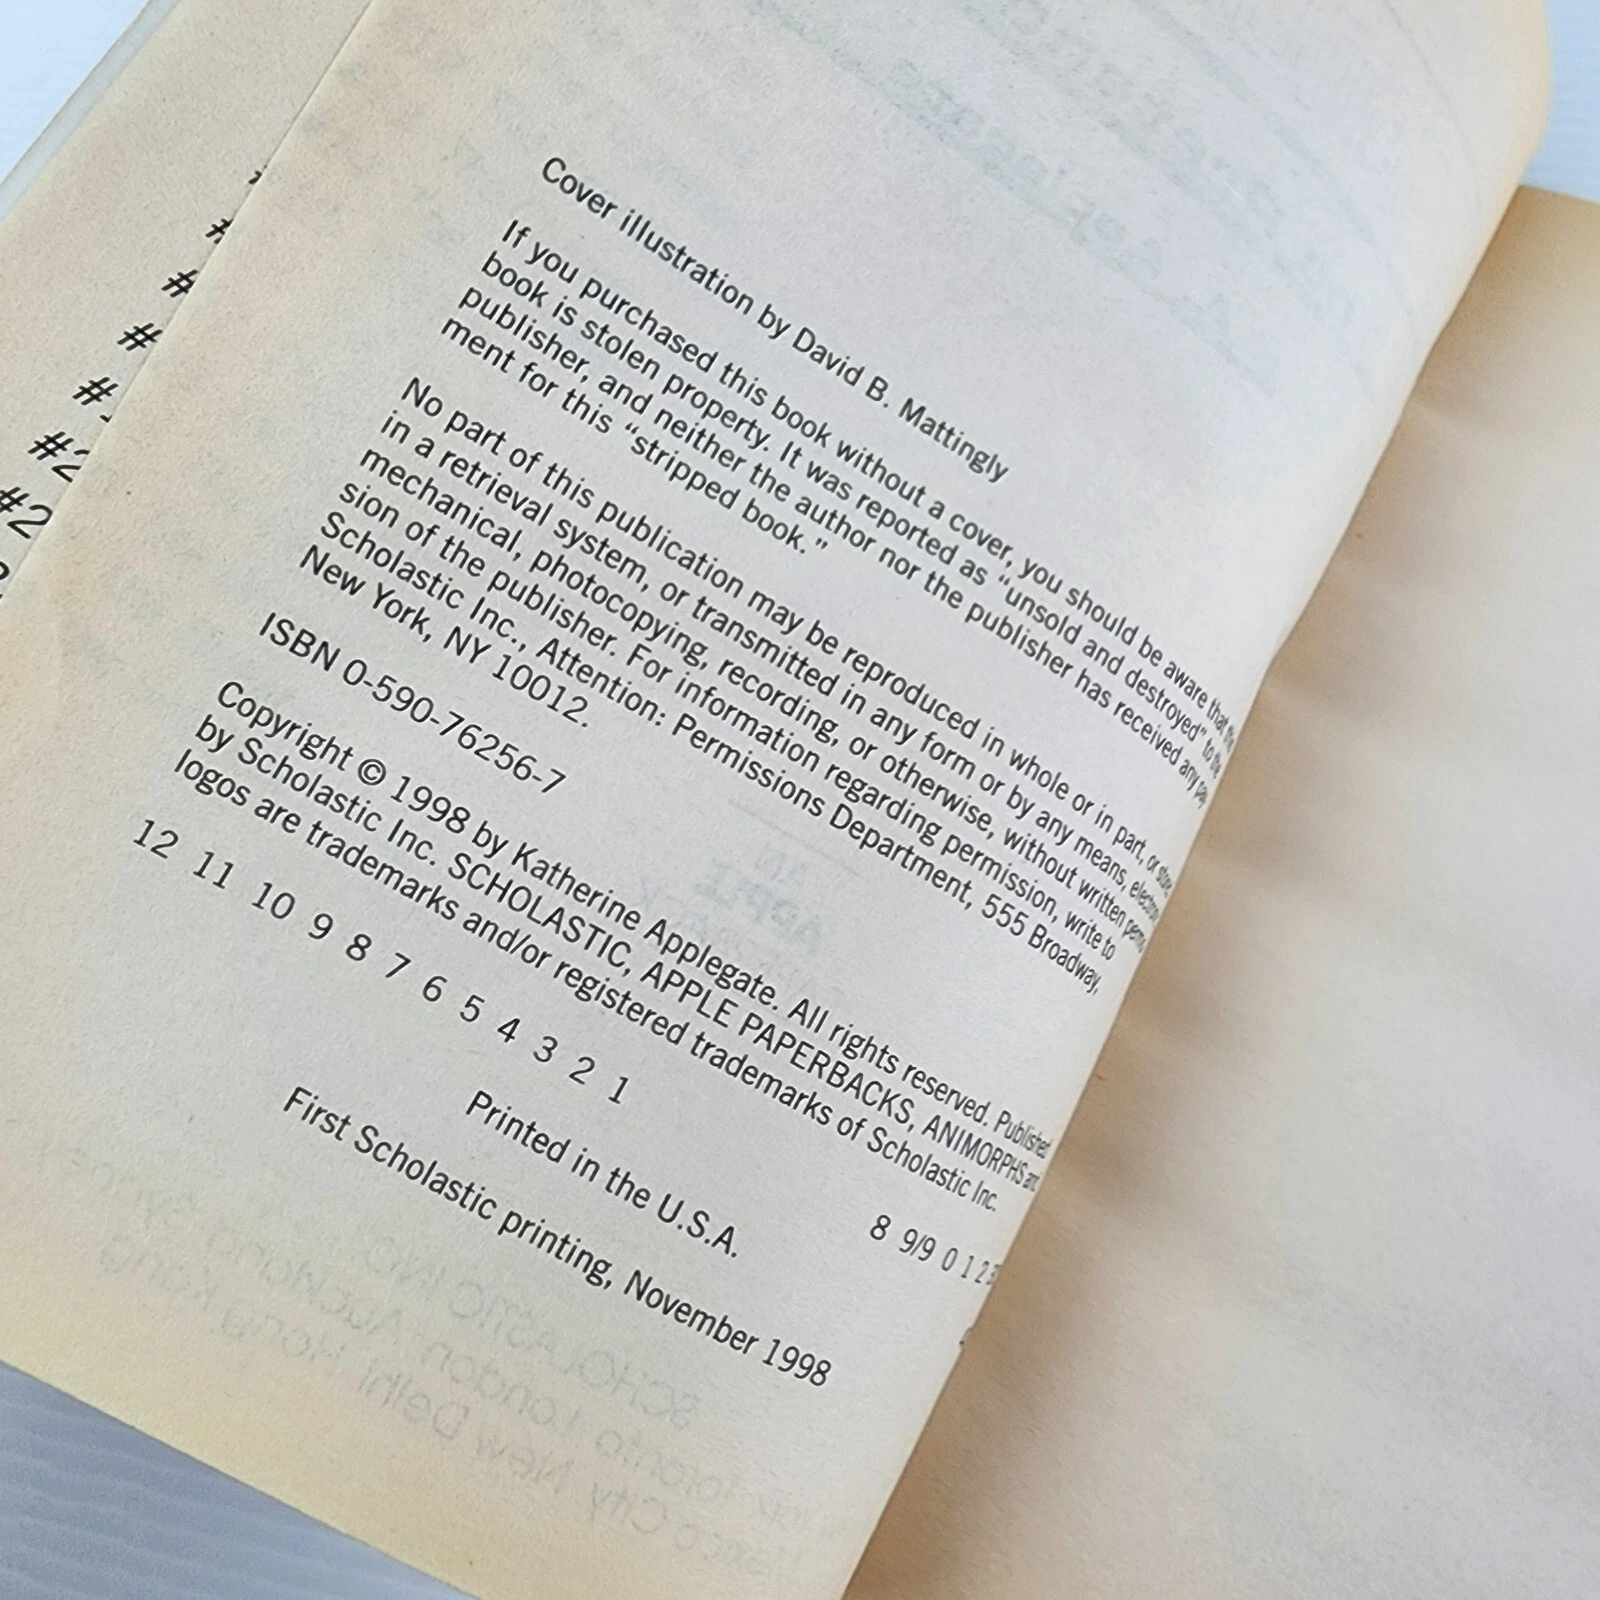 #
#
#
#
#2
#2
Cover illustration by David B. Mattingly
If you purchased this book without a cover, you should be aware that the
book is stolen property. It was reported as “unsold and destroyed” to the
publisher, and neither the author nor the publisher has received any pay
ment for this “stripped book.”
No part of this publication may be reproduced in whole or in part, or
in a retrieval system, or transmitted in any form or by any means,
mechanical, photocopying, recording, or otherwise, without written
sion of the publisher. For information regarding permission, write to
Scholastic Inc., Attention: Permissions Department, 555 Broadway,
New York, NY 10012.
ISBN 0-590-76256-7
Copyright © 1998 by Katherine Applegate. All rights reserved. Published
by Scholastic Inc. SCHOLASTIC, APPLE PAPERBACKS, ANIMORPHS
logos are trademarks and/or registered trademarks of Scholastic Inc.
12 11 10 9 8 7 6 5 4 3 2 1 8 9/9 0 1 2
Printed in the U.S.A.
First Scholastic printing, November 1998